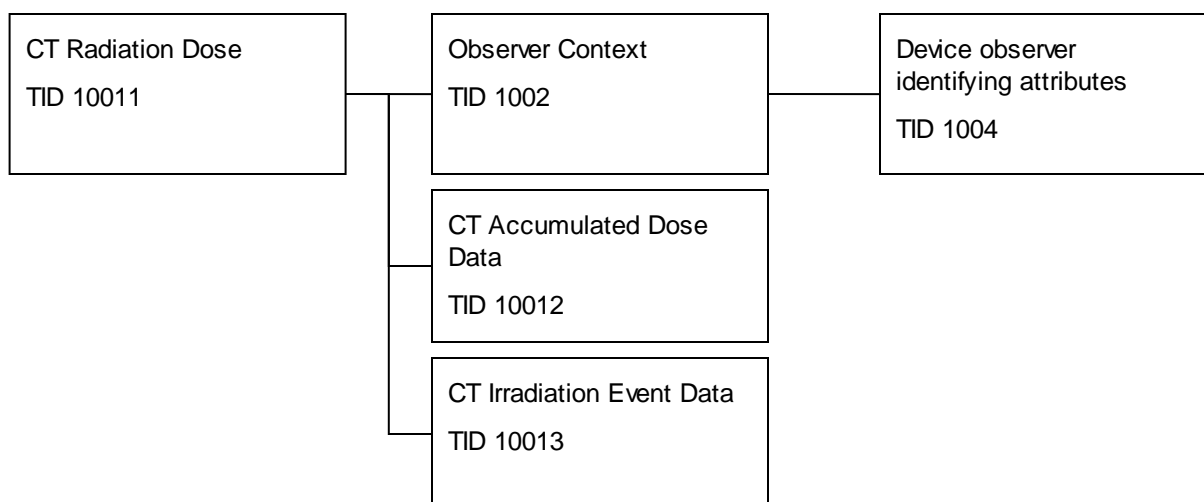 CT Radiation Dose
TID 10011
Observer Context
TID 1002
Device observer
identifying attributes
TID 1004
CT Accumulated Dose
Data
TID 10012
CT Irradiation Event Data
TID 10013